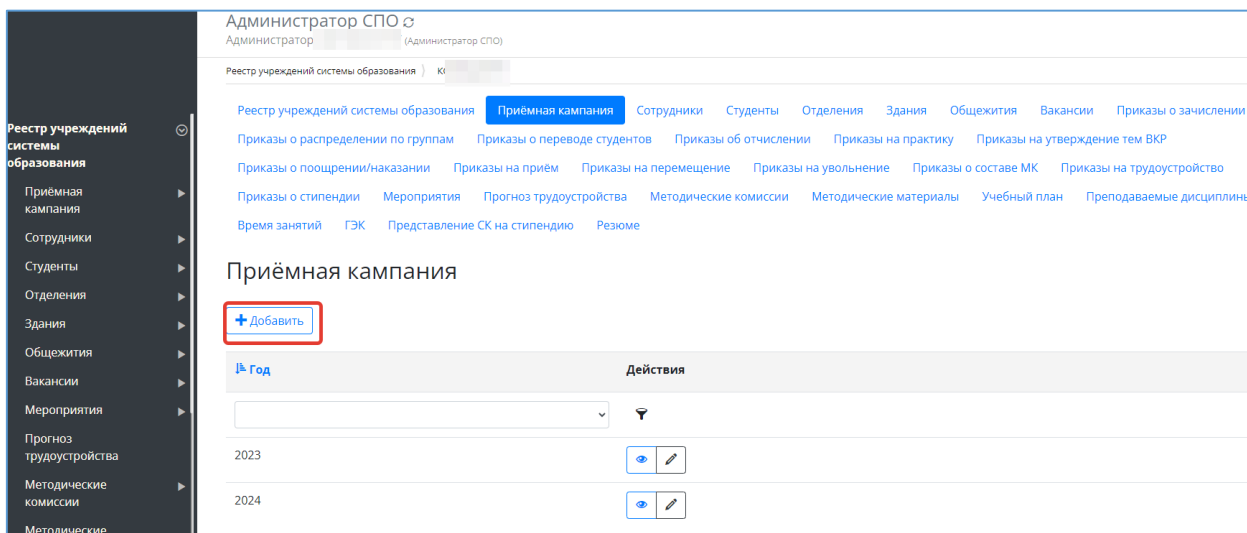 Администратор СПО
Администратор (Администратор СПО)
Реестр учреждений системы образования
Реестр учреждений системы образования Приёмная кампания Сотрудники Студенты Отделения Здания Общежития Вакансии Приказы о зачислении
Приказы о распределении по группам Приказы о переводе студентов Приказы об отчислении Приказы на практику Приказы на утверждение тем ВКР
Приказы о поощрении/наказании Приказы на приём Приказы на перемещение Приказы на увольнение Приказы о составе МК Приказы на трудоустройство
Приказы о стипендии Мероприятия Прогноз трудоустройства Методические комиссии Методические материалы Учебный план Преподаваемые дисциплины
Время занятий ГЭК Представление СК на стипендию Резюме
Реестр учреждений
системы
образования
Приёмная
кампания
Сотрудники
Студенты
Отделения
Здания
Общежития
Вакансии
Мероприятия
Прогноз
трудоустройства
Методические
комиссии
Методические
Приёмная кампания
Добавить
Год Действия
2023
2024